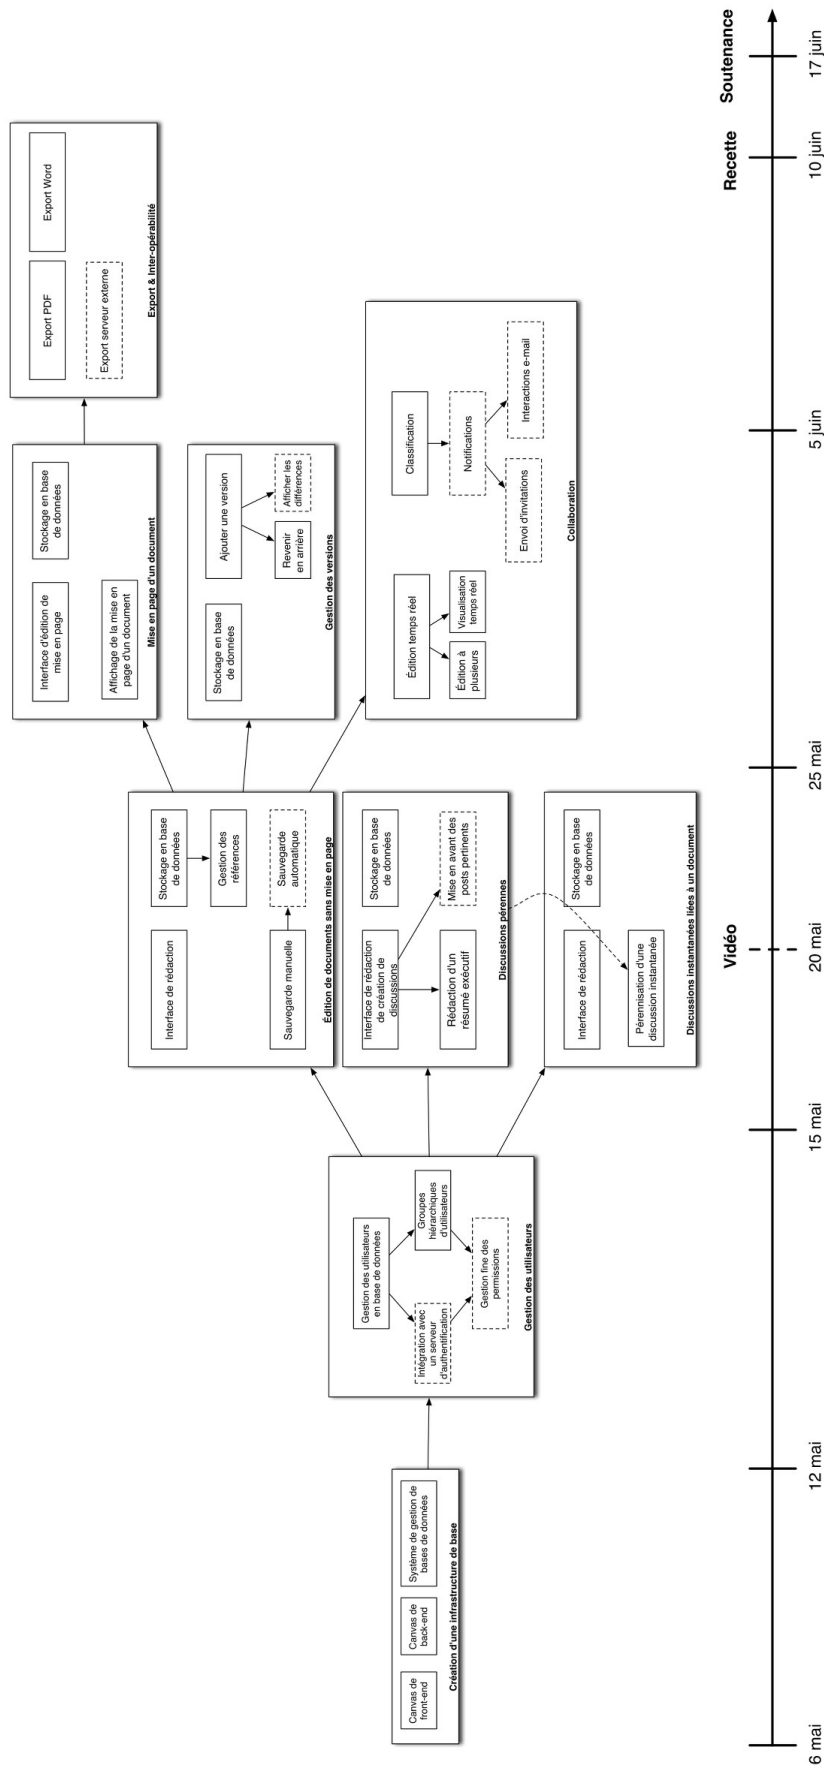 Création d'une infrastructure de base
Canvas de
front-end
Canvas de
back-end
Système de gestion de
bases de données
Gestion des utilisateurs
Gestion des utilisateurs
en base de données
Intégration avec
un serveur
d'authentification
Groupes
hiérarchiques
d'utilisateurs
Gestion fine des
permissions
Édition de documents sans mise en page
Interface de rédaction
Stockage en base
de données
Gestion des
références
Sauvegarde manuelle
Sauvegarde
automatique
Discussions pérennes
Interface de rédaction
de création de
discussions
Stockage en base
de données
Rédaction d'un
résumé exécutif
Mise en avant des
posts pertinents
Discussions instantanées liées à un document
Interface de rédaction
Stockage en base
de données
Pérennisation d'une
discussion instantanée
Mise en page d'un document
Interface d'édition de
mise en page
Stockage en base
de données
Affichage de la mise en
page d'un document
Gestion des versions
Stockage en base
de données
Ajouter une version
Revenir
en arrière
Afficher les
différences
Collaboration
Édition temps réel
Édition à
plusieurs
Visualisation
temps réel
Classification
Notifications
Envoi d'invitations
Interactions e-mail
Export & Inter-opérabilité
Export PDF
Export Word
Export serveur externe
Vidéo
Recette
Soutenance
6 mai
12 mai
15 mai
20 mai
25 mai
5 juin
10 juin
17 juin